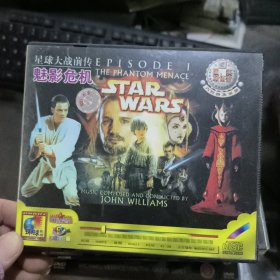 星球大战前传 EPISODE I
魅影危机 THE PHANTOM MENACE
STAR
WARS
MUSIC COMPOSED AND CONDUCTED BY
JOHN WILLIAMS